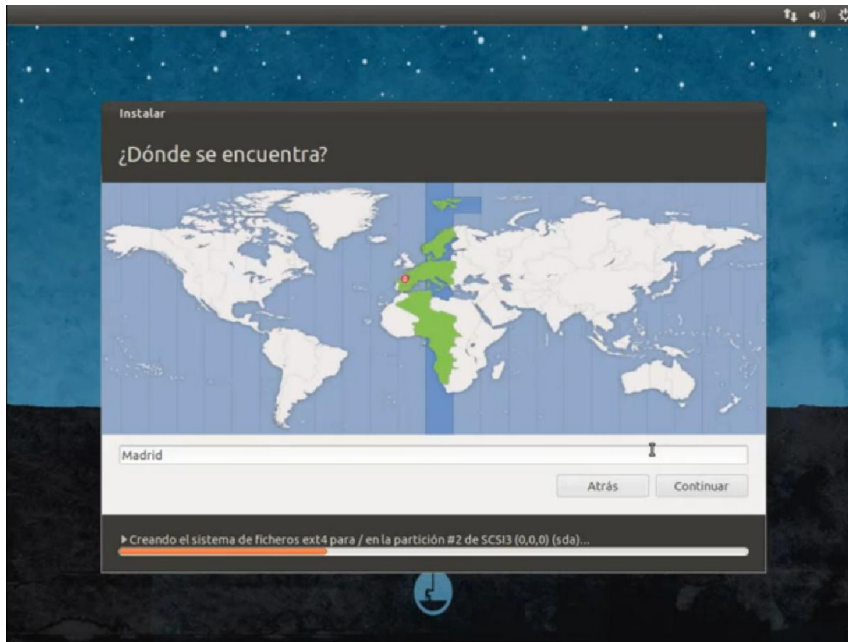 Instalar
¿Dónde se encuentra?
Madrid
Atrás
Continuar
Creando el sistema de ficheros ext4 para / en la partición #2 de SCSI3 (0,0,0) (sda)...